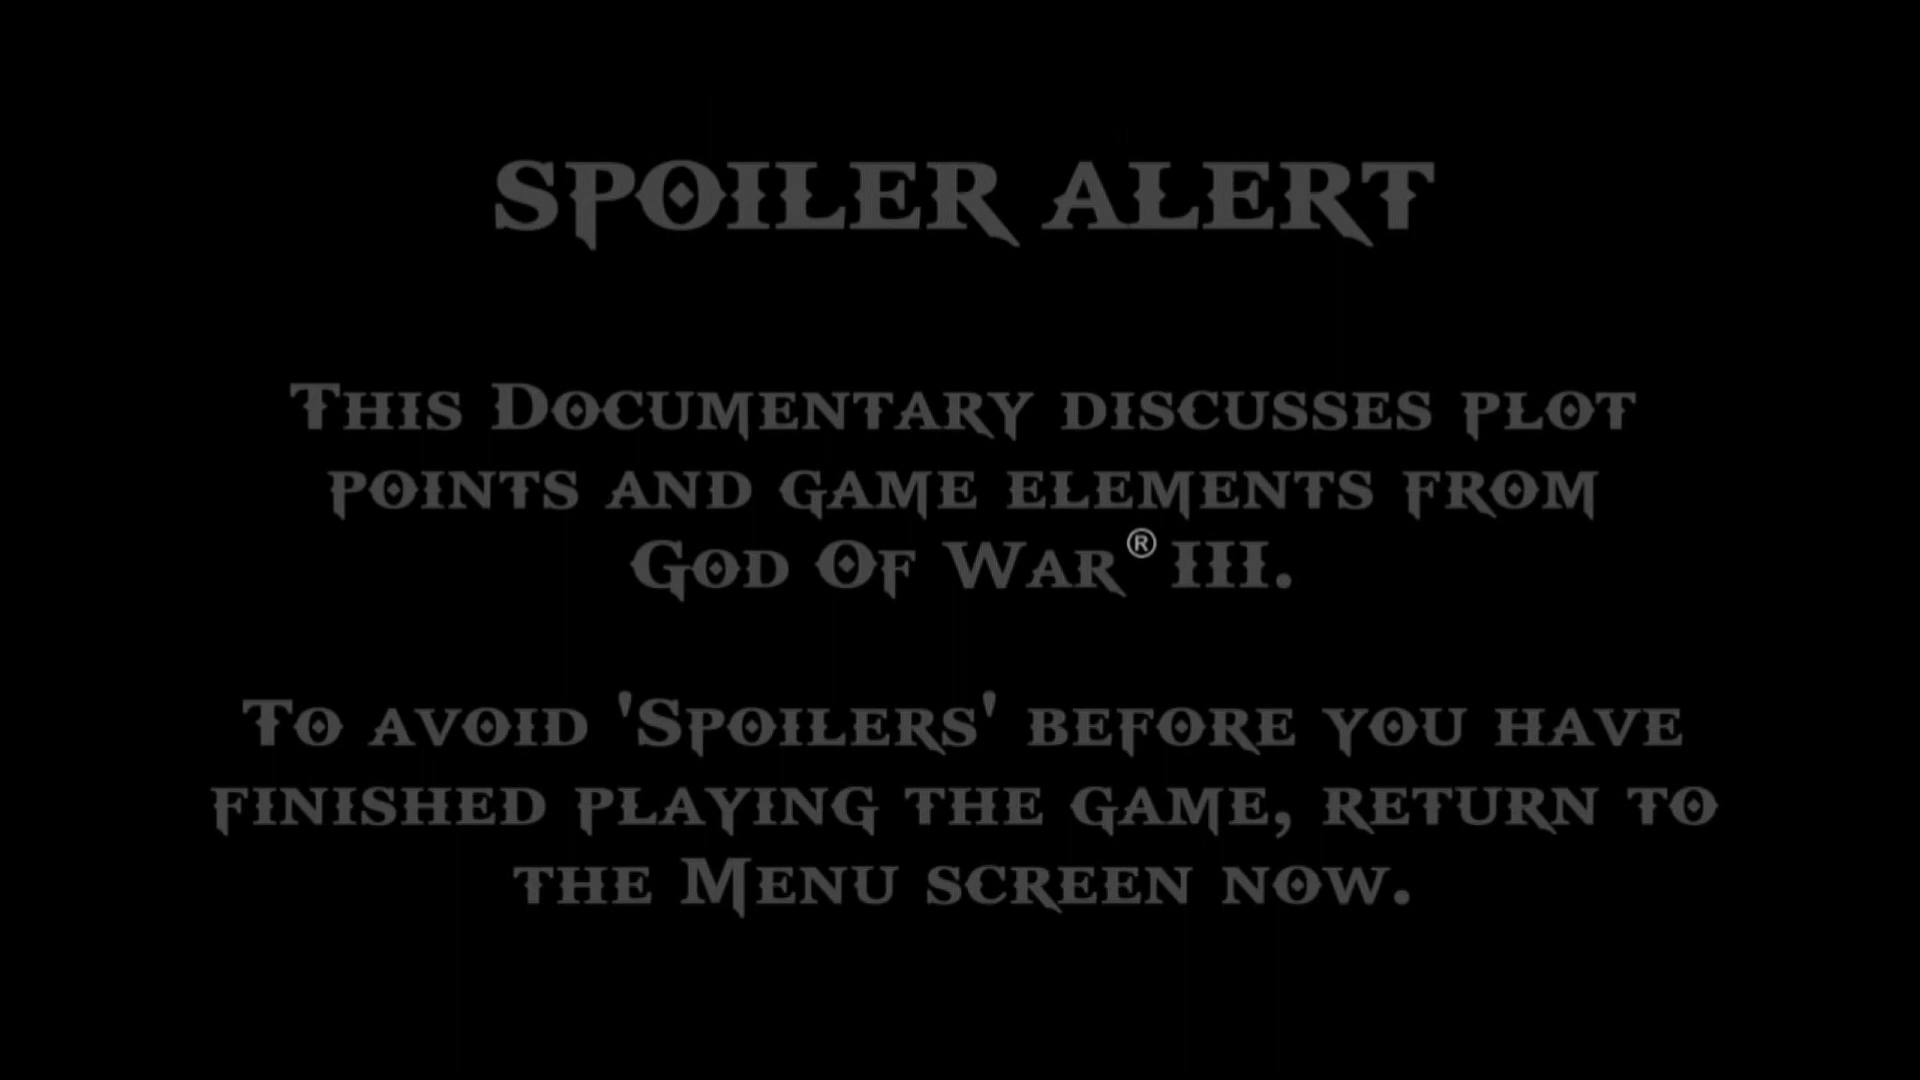 SPOILER ALERT
THIS DOCUMENTARY DISCUSSES PLOT
POINTS AND GAME ELEMENTS FROM
GOD OF WAR® III.
TO AVOID 'SPOILERS' BEFORE YOU HAVE
FINISHED PLAYING THE GAME, RETURN TO
THE MENU SCREEN NOW.